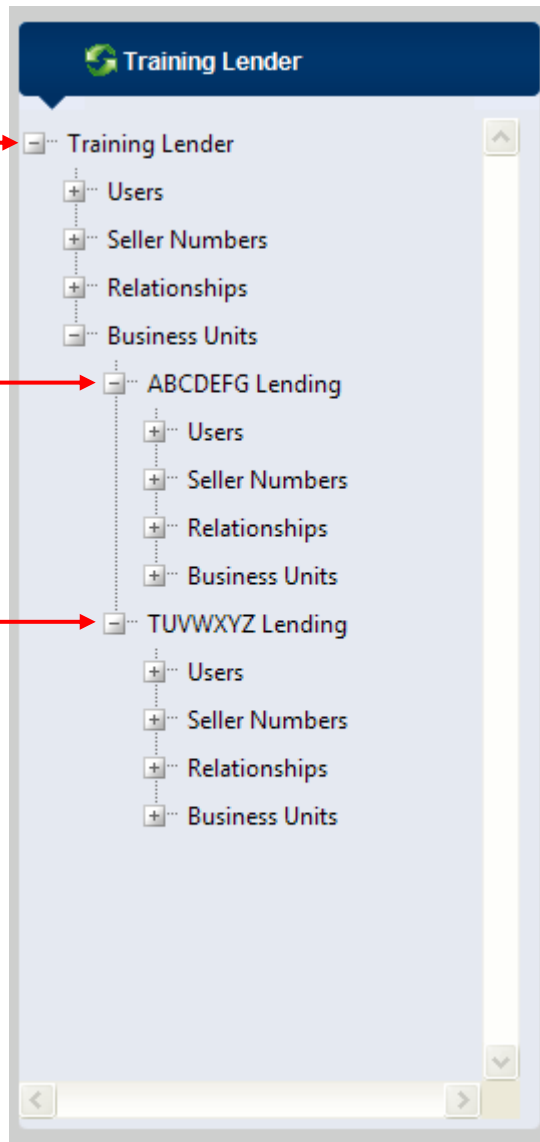 Training Lender
Training Lender
Users
Seller Numbers
Relationships
Business Units
ABCDEFG Lending
Users
Seller Numbers
Relationships
Business Units
TUVWXYZ Lending
Users
Seller Numbers
Relationships
Business Units